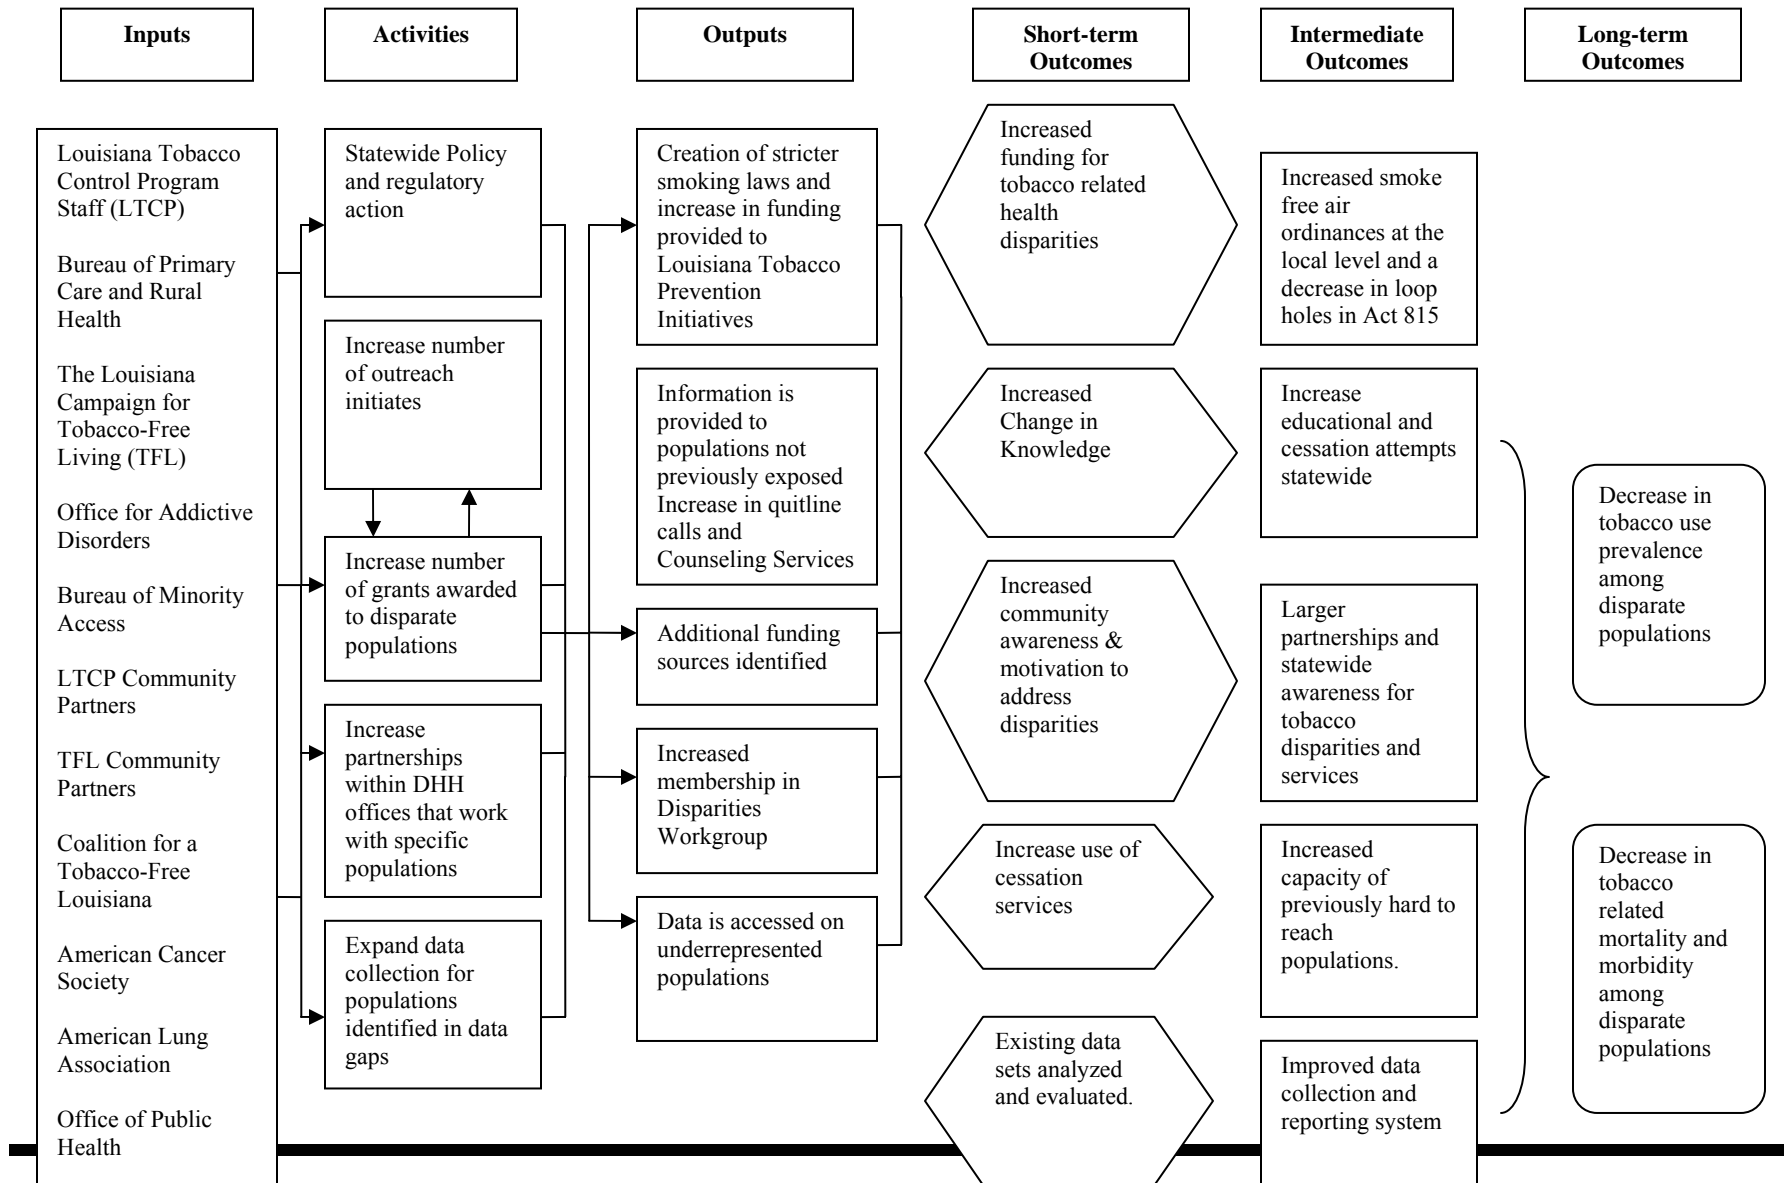 Inputs
Activities
Outputs
Short-term
Outcomes
Intermediate
Outcomes
Long-term
Outcomes
Louisiana Tobacco
Control Program
Staff (LTCP)
Bureau of Primary
Care and Rural
Health
The Louisiana
Campaign for
Tobacco-Free
Living (TFL)
Office for Addictive
Disorders
Bureau of Minority
Access
LTCP Community
Partners
TFL Community
Partners
Coalition for a
Tobacco-Free
Louisiana
American Cancer
Society
American Lung
Association
Office of Public
Health
Statewide Policy
and regulatory
action
Increase number
of outreach
initiates
Increase number
of grants awarded
to disparate
populations
Increase
partnerships
within DHH
offices that work
with specific
populations
Expand data
collection for
populations
identified in data
gaps
Creation of stricter
smoking laws and
increase in funding
provided to
Louisiana Tobacco
Prevention
Initiatives
Information is
provided to
populations not
previously exposed
Increase in quitline
calls and
Counseling Services
Additional funding
sources identified
Increased
membership in
Disparities
Workgroup
Data is accessed on
underrepresented
populations
Increased
funding for
tobacco related
health
disparities
Increased
Change in
Knowledge
Increased
community
awareness &
motivation to
address
disparities
Increase use of
cessation
services
Existing data
sets analyzed
and evaluated.
Increased smoke
free air
ordinances at the
local level and a
decrease in loop
holes in Act 815
Increase
educational and
cessation attempts
statewide
Larger
partnerships and
statewide
awareness for
tobacco
disparities and
services
Increased
capacity of
previously hard to
reach
populations.
Improved data
collection and
reporting system
Decrease in
tobacco use
prevalence
among
disparate
populations
Decrease in
tobacco
related
mortality and
morbidity
among
disparate
populations